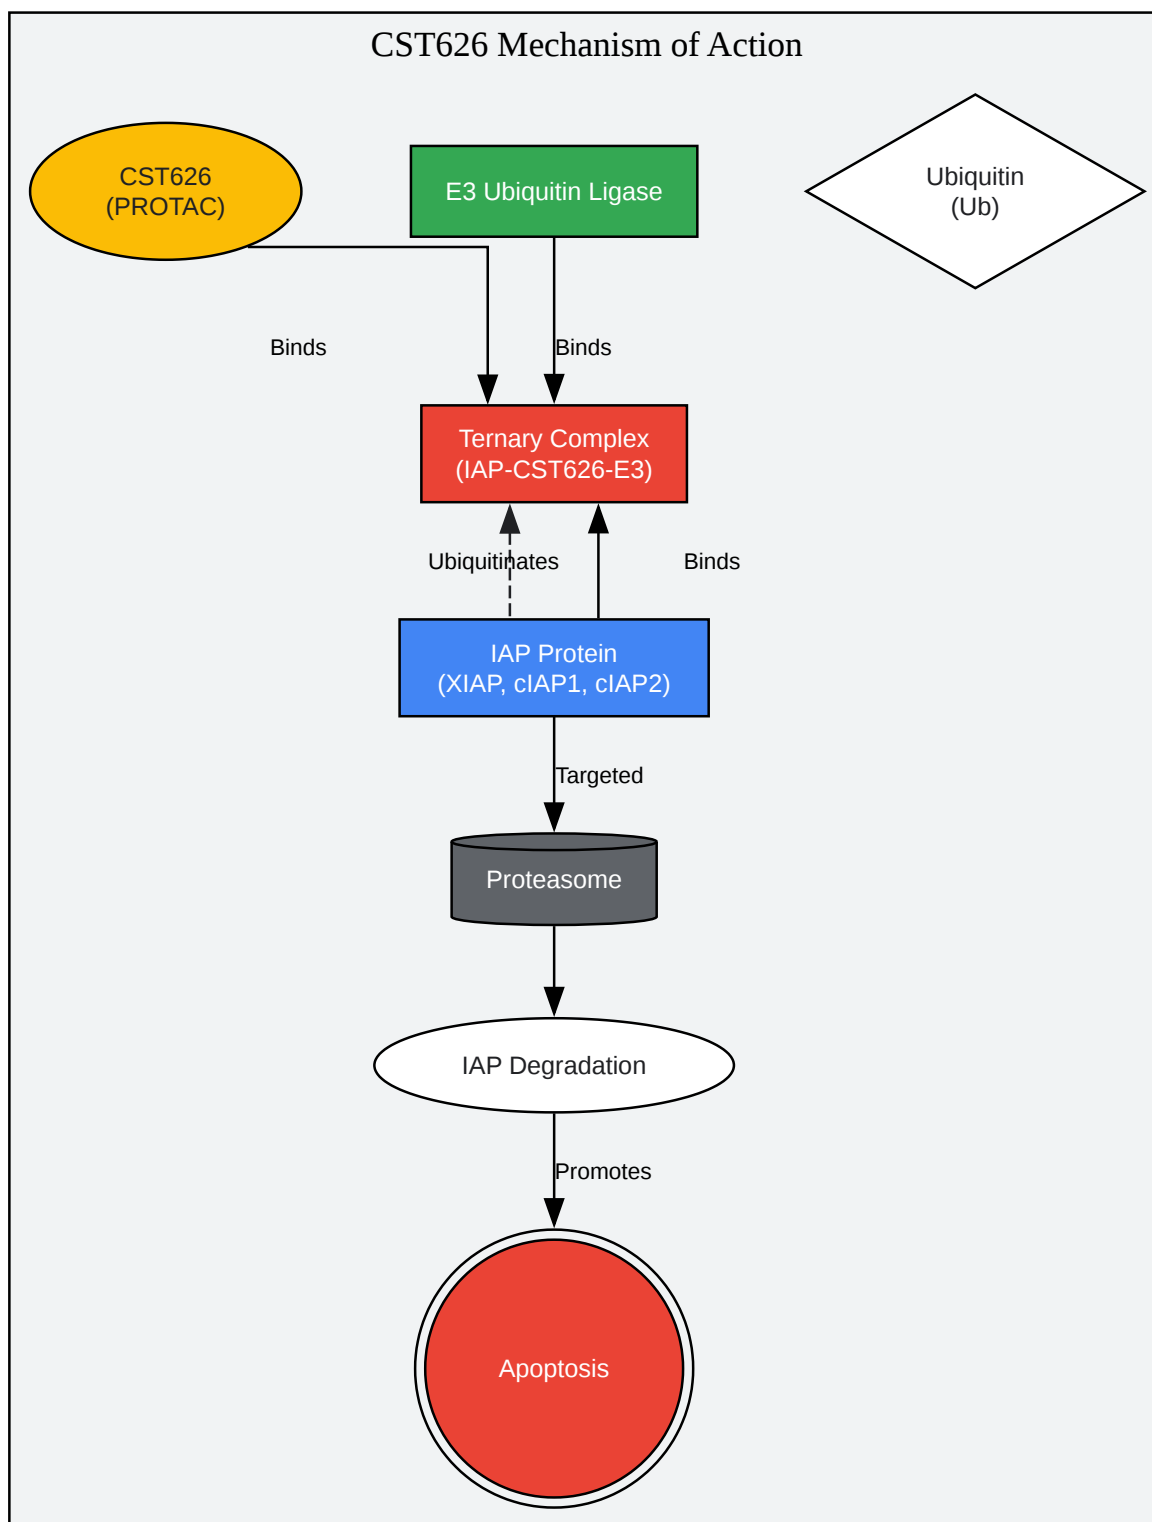 CST626 Mechanism of Action
CST626
(PROTAC)
E3 Ubiquitin Ligase
Ubiquitin
(Ub)
Binds
Binds
Ternary Complex
(IAP-CST626-E3)
Ubiquitinates
Binds
IAP Protein
(XIAP, cIAP1, cIAP2)
Targeted
Proteasome
IAP Degradation
Promotes
Apoptosis